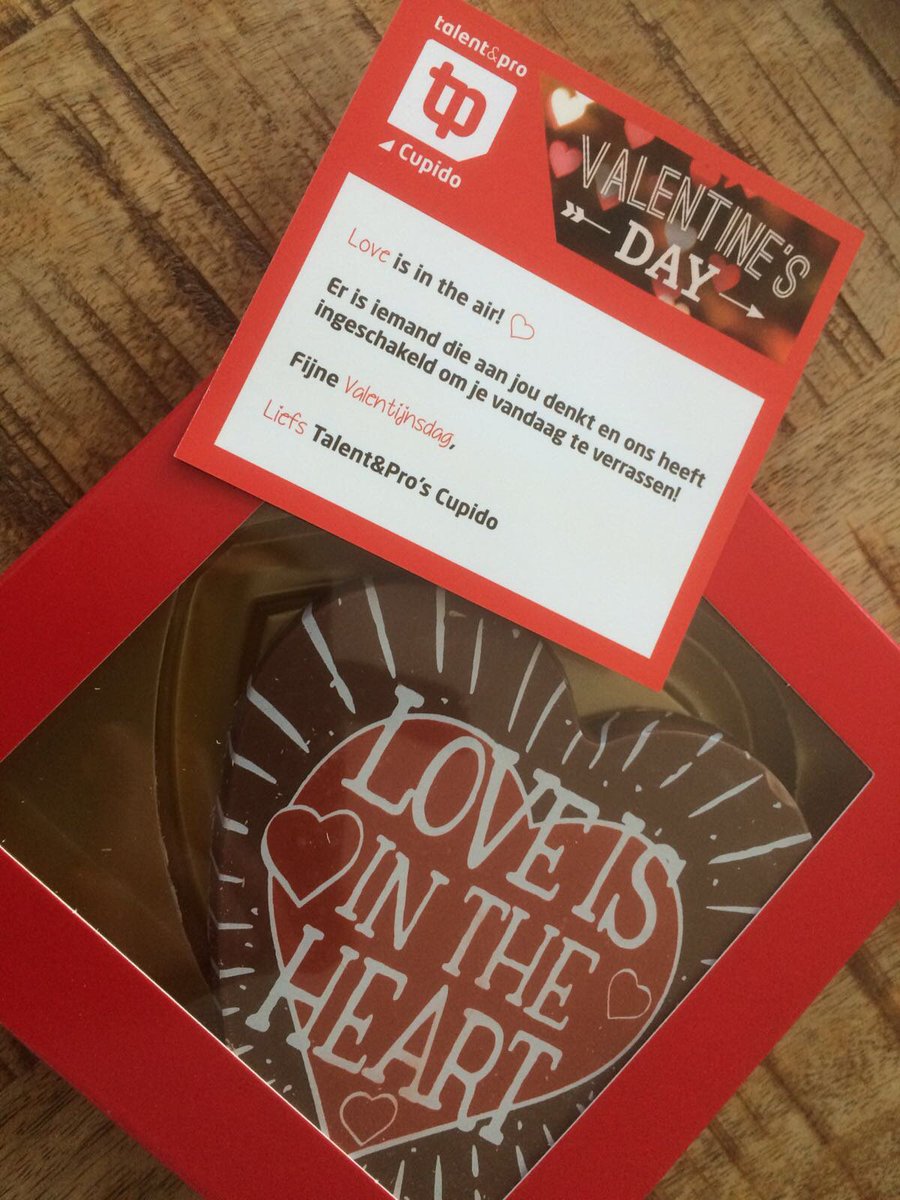 talent&pro
tp
Cupido
VALENTINE'S
DAY
Love is in the air!
Er is iemand die aan jou denkt en ons heeft
ingeschakeld om je vandaag te verrassen!
Fijne Valentijnsdag,
Liefs Talent&Pro's Cupido
LOVE IS
IN THE
HEART